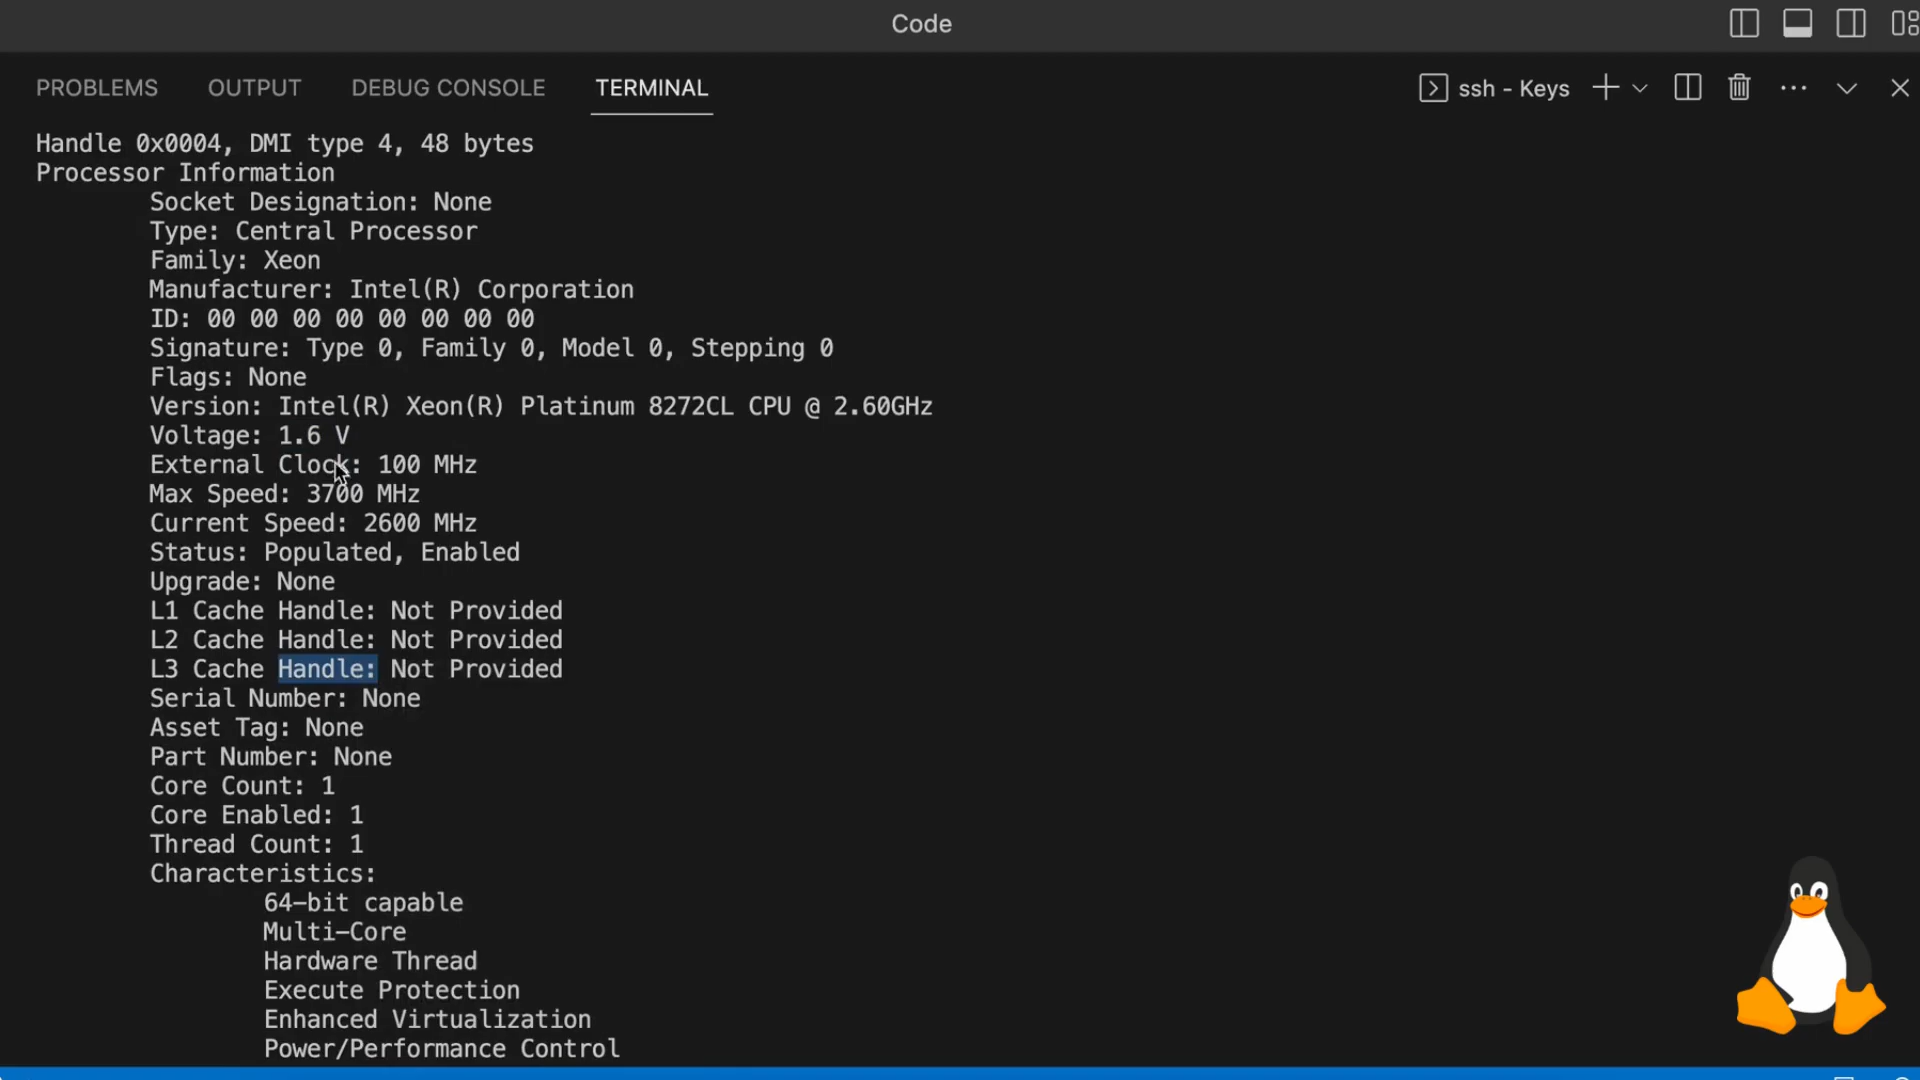 Code
PROBLEMS OUTPUT DEBUG CONSOLE TERMINAL ssh - Keys
Handle 0x0004, DMI type 4, 48 bytes
Processor Information
Socket Designation: None
Type: Central Processor
Family: Xeon
Manufacturer: Intel(R) Corporation
ID: 00 00 00 00 00 00 00 00
Signature: Type 0, Family 0, Model 0, Stepping 0
Flags: None
Version: Intel(R) Xeon(R) Platinum 8272CL CPU @ 2.60GHz
Voltage: 1.6 V
External Clock: 100 MHz
Max Speed: 3700 MHz
Current Speed: 2600 MHz
Status: Populated, Enabled
Upgrade: None
L1 Cache Handle: Not Provided
L2 Cache Handle: Not Provided
L3 Cache Handle: Not Provided
Serial Number: None
Asset Tag: None
Part Number: None
Core Count: 1
Core Enabled: 1
Thread Count: 1
Characteristics:
64-bit capable
Multi-Core
Hardware Thread
Execute Protection
Enhanced Virtualization
Power/Performance Control